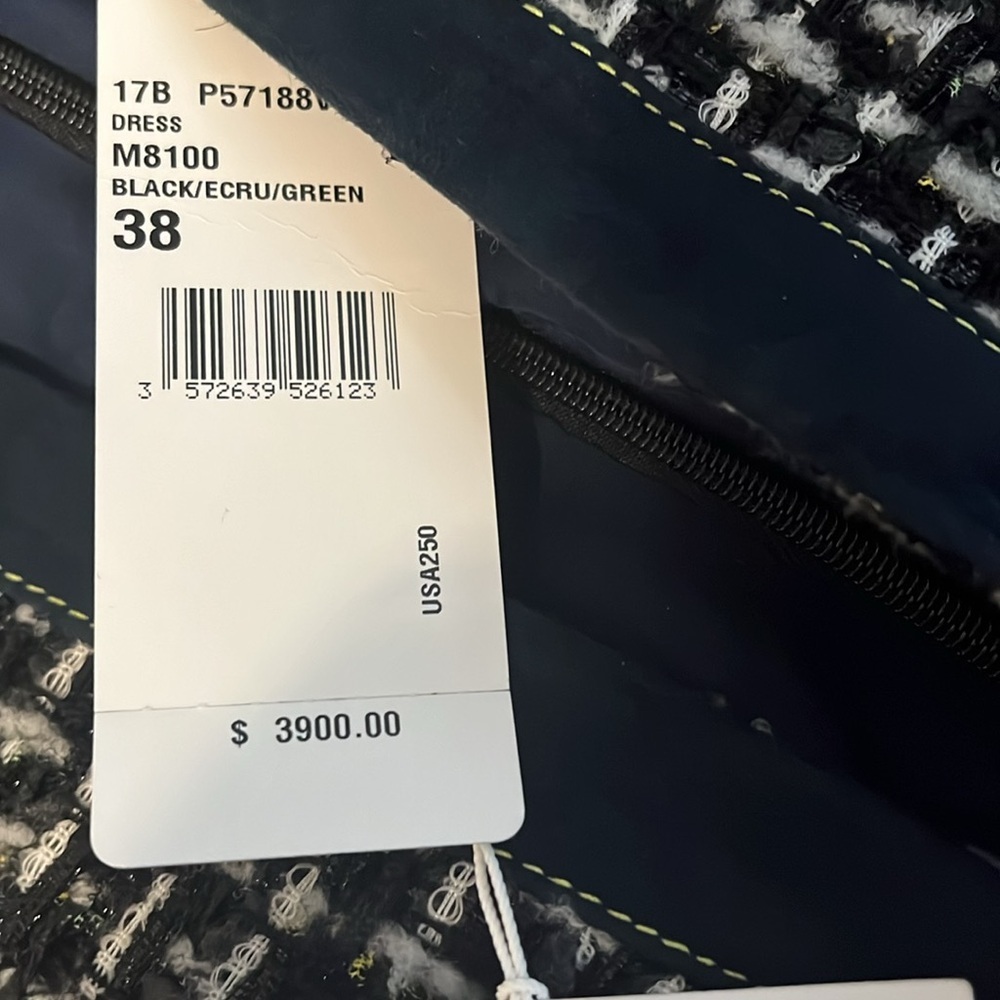 17B P57188
DRESS
M8100
BLACK/ECRU/GREEN
38
3 572639 526123
USA250
$ 3900.00